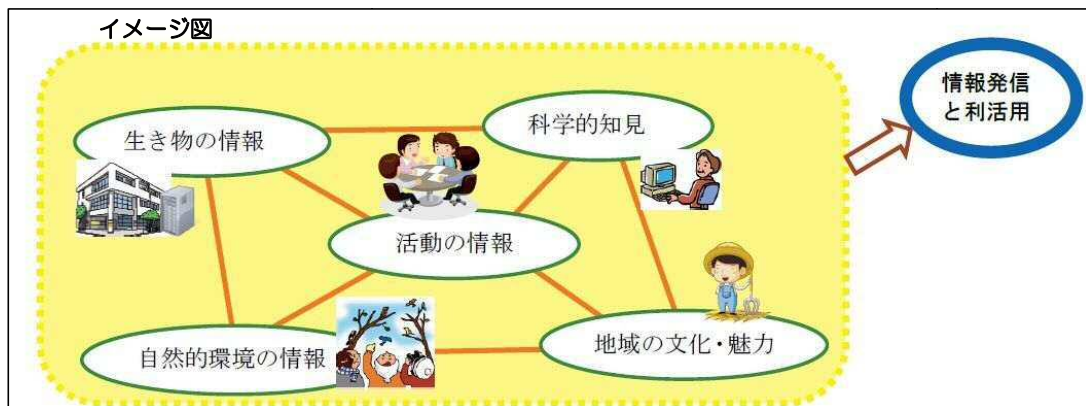 イメージ図
生き物の情報
科学的知見
情報発信
と利活用
活動の情報
自然的環境の情報
地域の文化・魅力